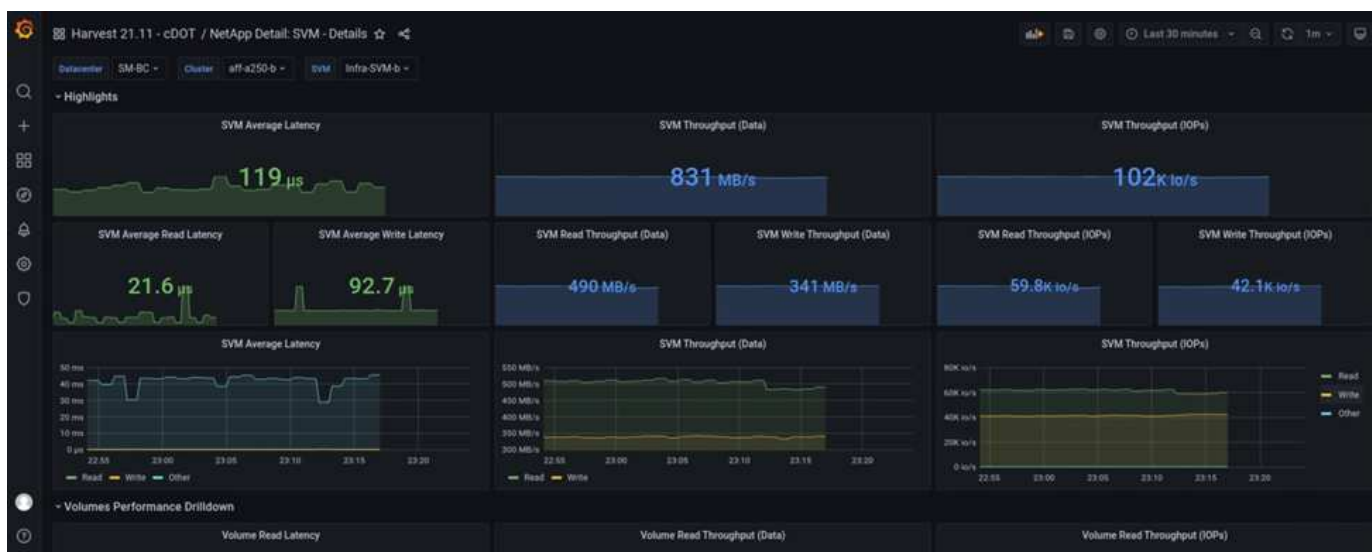 Harvest 21.11 - cDOT / NetApp Detail: SVM - Details
Last 30 minutes
1m
Datacenter SM-BC Cluster aff-a250-b SVM Infra-SVM-b
Highlights
SVM Average Latency
119 µs
SVM Throughput (Data)
831 MB/s
SVM Throughput (IOPs)
102K io/s
SVM Average Read Latency
21.6 µs
SVM Average Write Latency
92.7 µs
SVM Read Throughput (Data)
490 MB/s
SVM Write Throughput (Data)
341 MB/s
SVM Read Throughput (IOPs)
59.8K io/s
SVM Write Throughput (IOPs)
42.1K io/s
SVM Average Latency
50 ms
40 ms
30 ms
20 ms
10 ms
0 µs
22:55 23:00 23:05 23:10 23:15 23:20
Read Write Other
SVM Throughput (Data)
550 MB/s
500 MB/s
450 MB/s
400 MB/s
350 MB/s
300 MB/s
22:55 23:00 23:05 23:10 23:15 23:20
Read Write
SVM Throughput (IOPs)
80K io/s
60K io/s
40K io/s
20K io/s
0 io/s
22:55 23:00 23:05 23:10 23:15 23:20
Read
Write
Other
Volumes Performance Drilldown
Volume Read Latency
Volume Read Throughput (Data)
Volume Read Throughput (IOPs)